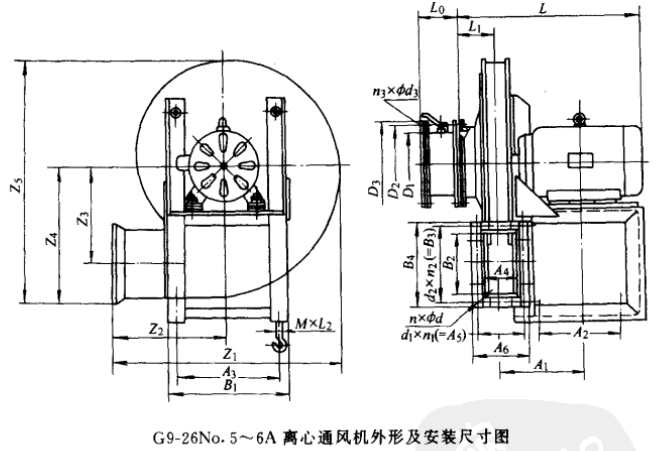 L₀
L
L₁
n₃×Φd₃
Z₅
Z₄
Z₃
D₃
D₂
D₁
B₄
d₂×n₂(=B₃)
B₂
A₄
M×L₂
Z₂
Z₁
A₃
B₁
n×Φd
d₁×n₁(=A₅)
A₆
A₂
A₁
G9-26No.5～6A 离心通风机外形及安装尺寸图